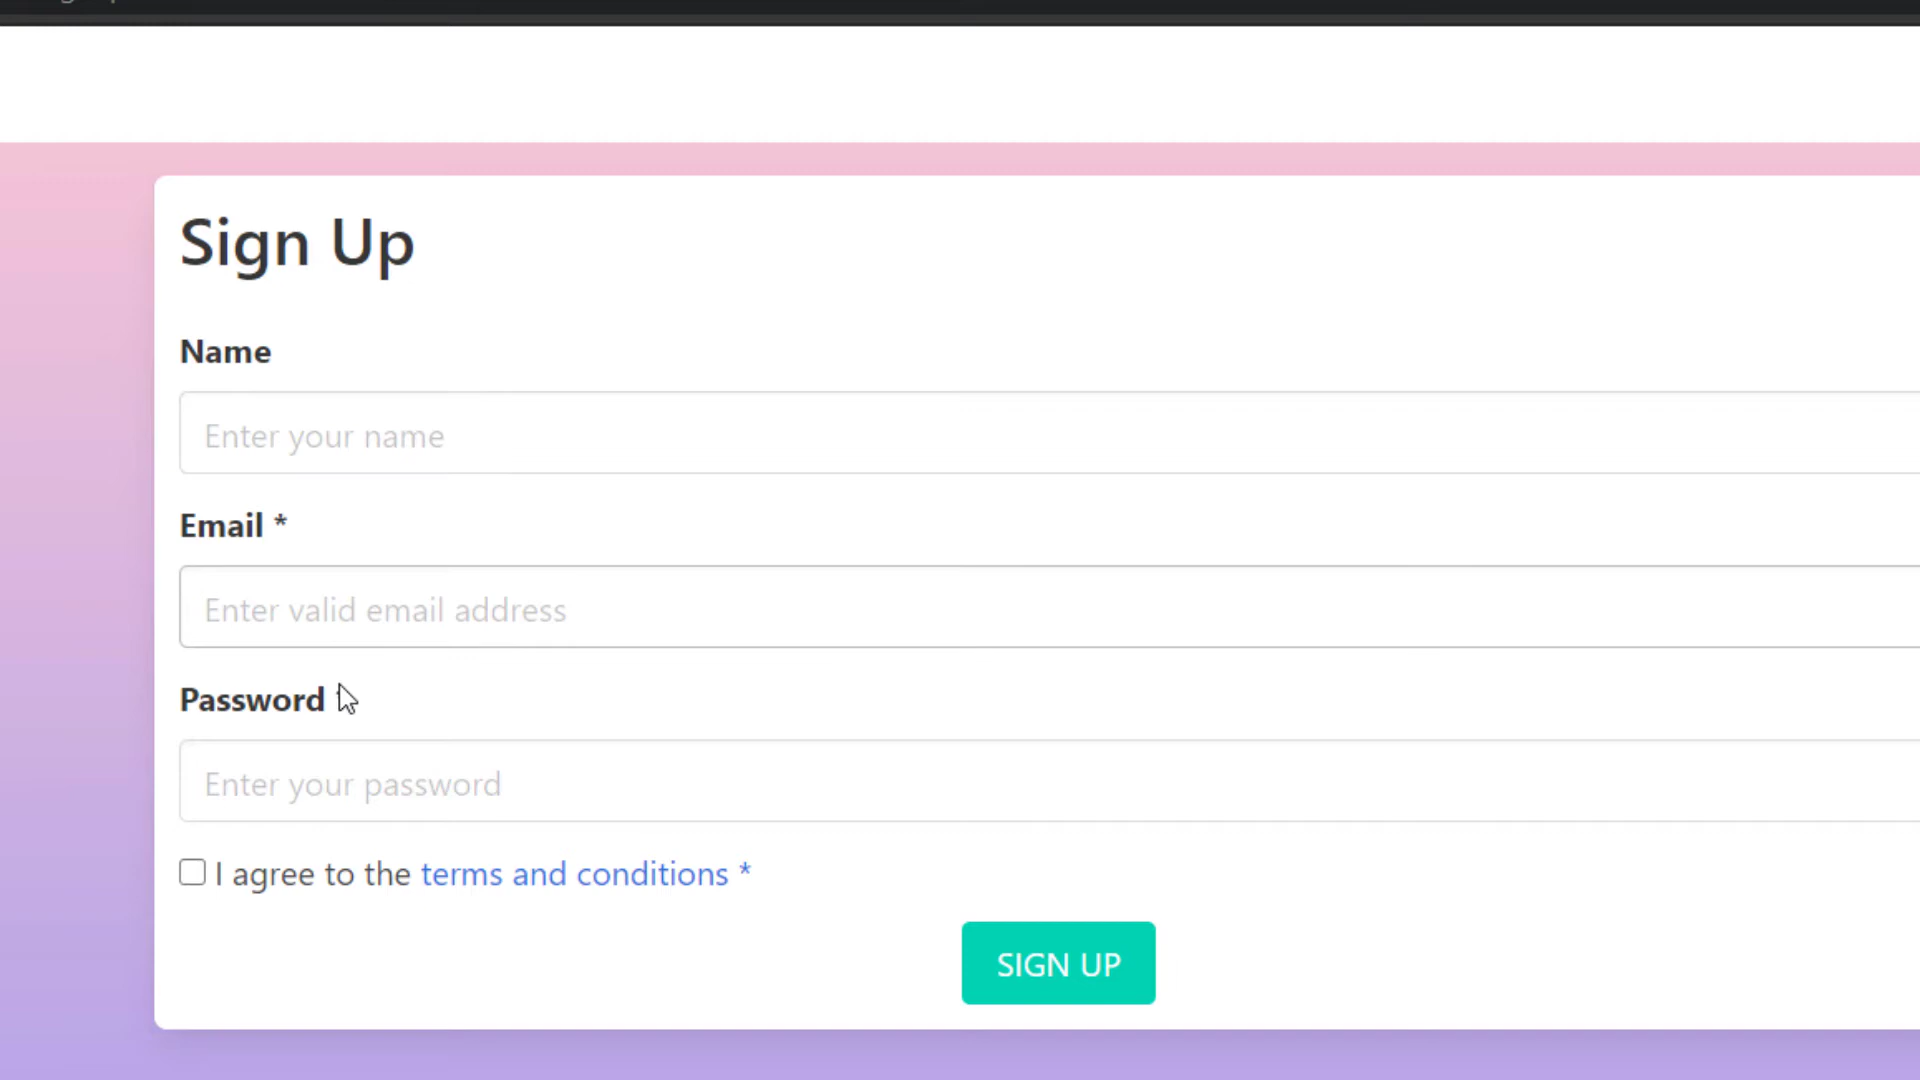 Sign Up
Name
Enter your name
Email *
Enter valid email address
Password
Enter your password
I agree to the terms and conditions *
SIGN UP